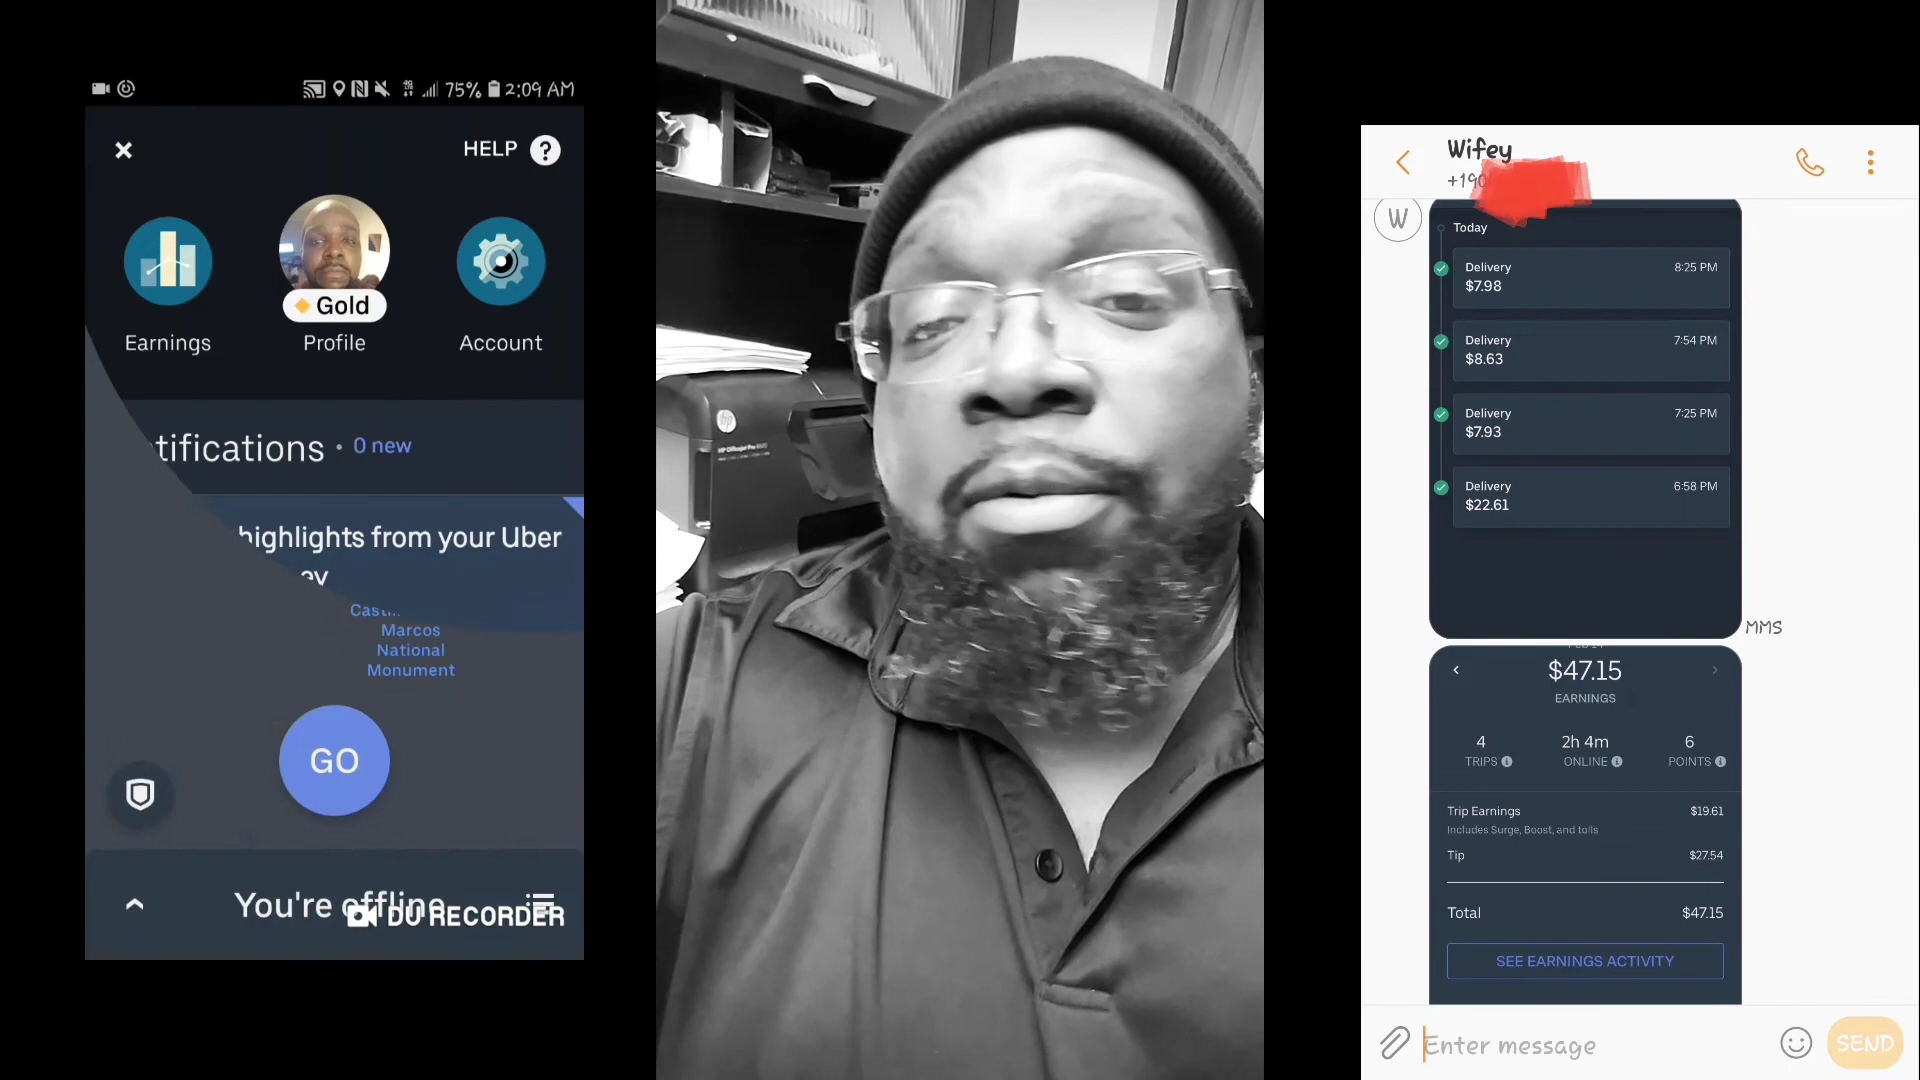 75% 2:09 AM
HELP ?
Gold
Earnings
Profile
Account
tifications • 0 new
highlights from your Uber
ey
Marcos
National
Monument
GO
You're offline
DU RECORDER
hp
Wifey
+190
W
Today
Delivery 8:25 PM
$7.98
Delivery 7:54 PM
$8.63
Delivery 7:25 PM
$7.93
Delivery 6:58 PM
$22.61
MMS
$47.15
EARNINGS
4 2h 4m 6
TRIPS ONLINE POINTS
Trip Earnings $19.61
Includes Surge, Boost, and tolls
Tip $27.54
Total $47.15
SEE EARNINGS ACTIVITY
Enter message
SEND